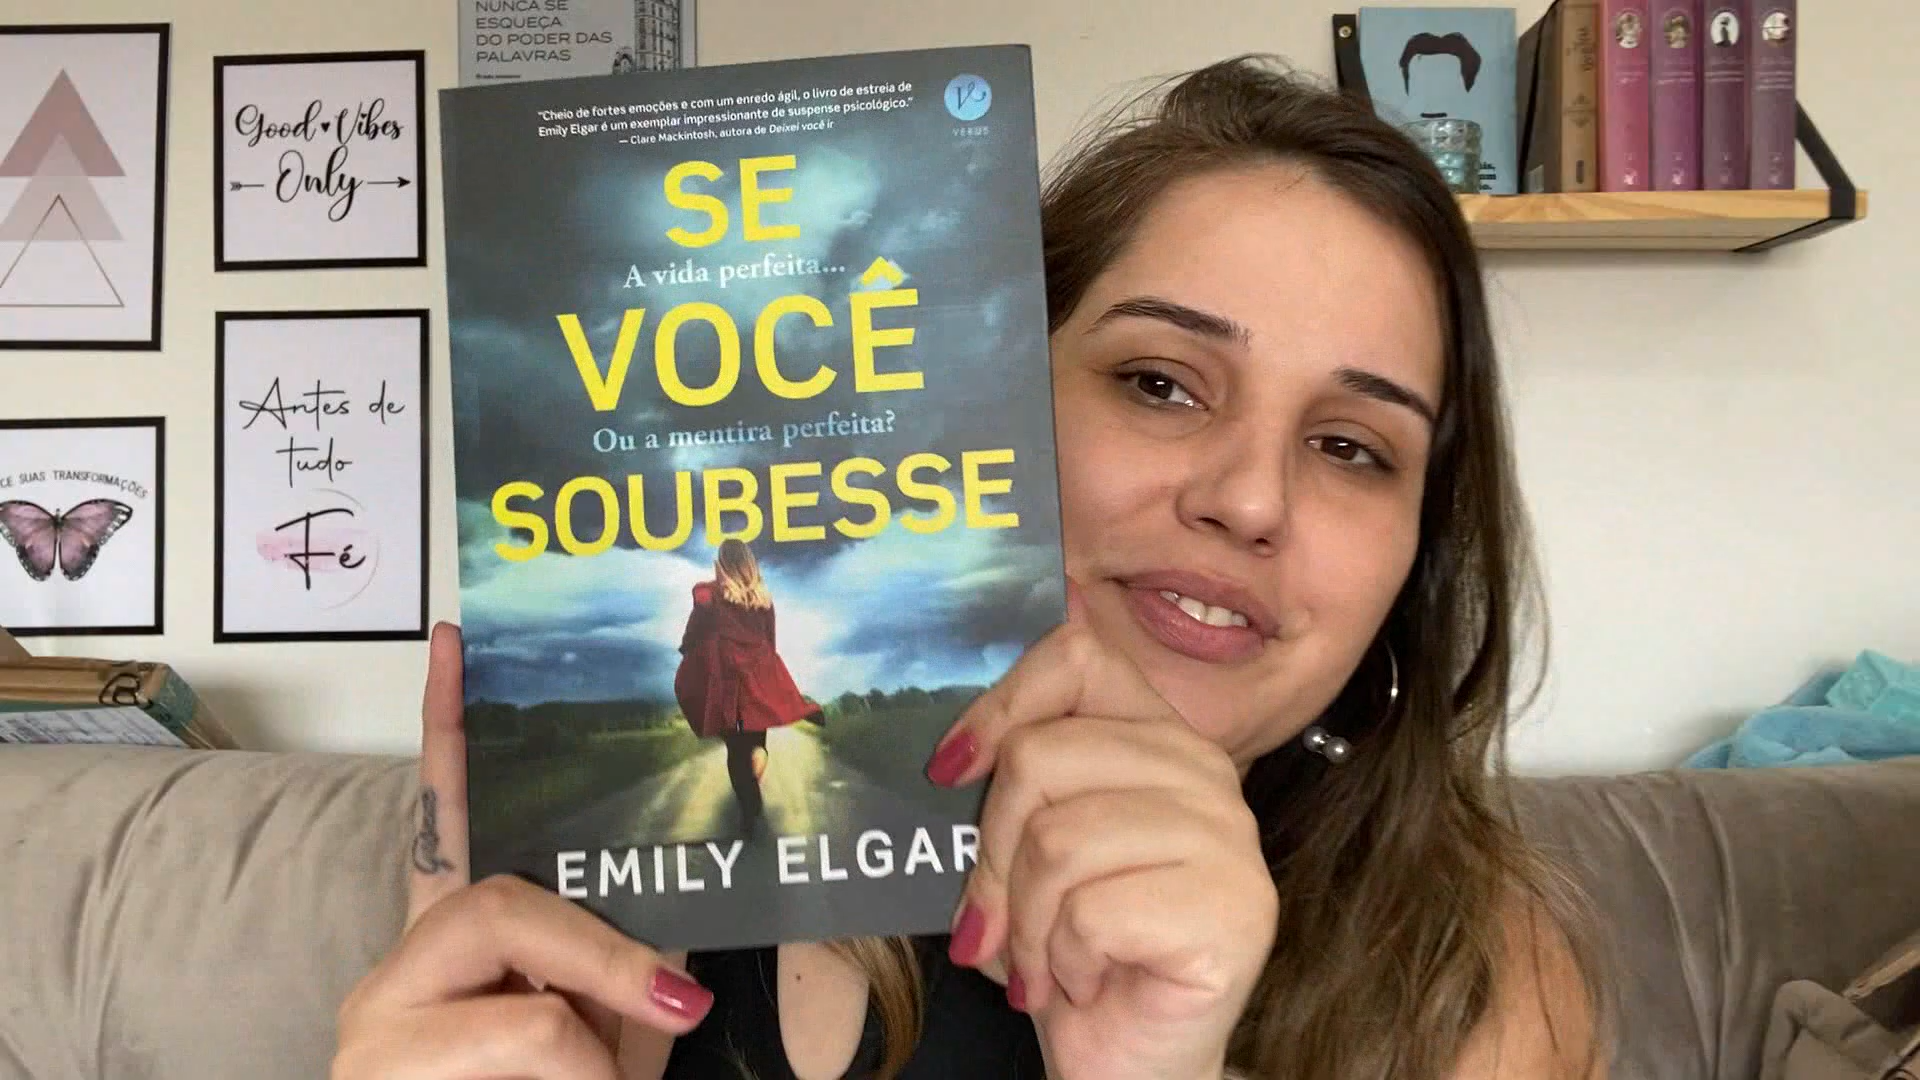 NUNCA SE
ESQUEÇA
DO PODER DAS
PALAVRAS
Good Vibes
Only
Antes de
tudo
Fé
CE SUAS TRANSFORMAÇÕES
"Cheio de fortes emoções e com um enredo ágil, o livro de estreia de
Emily Elgar é um exemplar impressionante de suspense psicológico."
— Clare Mackintosh, autora de Deixei você ir
VERUS
SE
A vida perfeita...
VOCÊ
Ou a mentira perfeita?
SOUBESSE
EMILY ELGAR